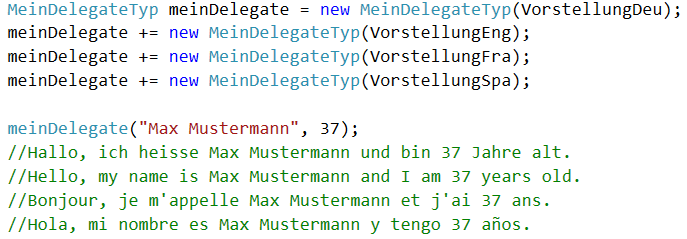 MeinDelegateTyp meinDelegate = new MeinDelegateTyp(VorstellungDeu);
meinDelegate += new MeinDelegateTyp(VorstellungEng);
meinDelegate += new MeinDelegateTyp(VorstellungFra);
meinDelegate += new MeinDelegateTyp(VorstellungSpa);
meinDelegate("Max Mustermann", 37);
//Hallo, ich heisse Max Mustermann und bin 37 Jahre alt.
//Hello, my name is Max Mustermann and I am 37 years old.
//Bonjour, je m'appelle Max Mustermann et j'ai 37 ans.
//Hola, mi nombre es Max Mustermann y tengo 37 años.